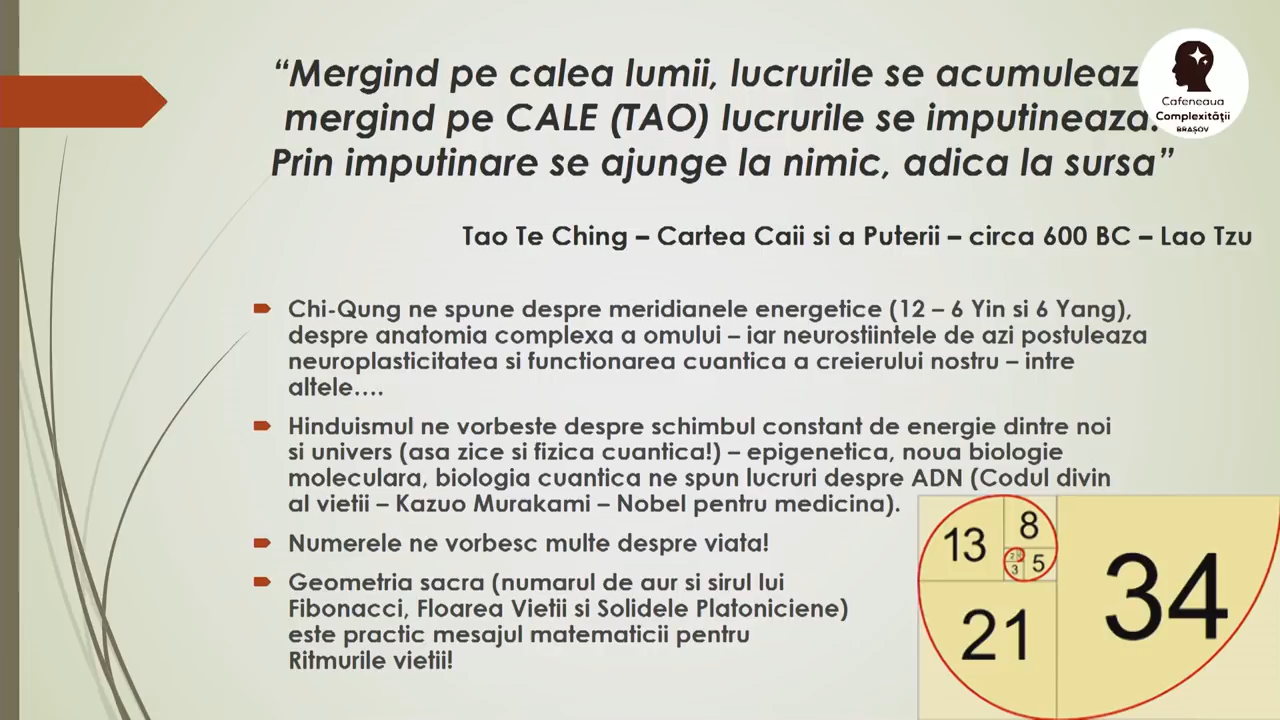 “Mergind pe calea lumii, lucrurile se acumuleaz
mergind pe CALE (TAO) lucrurile se imputineaza.
Prin imputinare se ajunge la nimic, adica la sursa”
Cafeneaua
Complexităţii
BRAŞOV
Tao Te Ching – Cartea Caii si a Puterii – circa 600 BC – Lao Tzu
Chi-Qung ne spune despre meridianele energetice (12 – 6 Yin si 6 Yang),
despre anatomia complexa a omului – iar neurostiintele de azi postuleaza
neuroplasticitatea si functionarea cuantica a creierului nostru – intre
altele….
Hinduismul ne vorbeste despre schimbul constant de energie dintre noi
si univers (asa zice si fizica cuantica!) – epigenetica, noua biologie
moleculara, biologia cuantica ne spun lucruri despre ADN (Codul divin
al vietii – Kazuo Murakami – Nobel pentru medicina).
Numerele ne vorbesc multe despre viata!
Geometria sacra (numarul de aur si sirul lui
Fibonacci, Floarea Vietii si Solidele Platoniciene)
este practic mesajul matematicii pentru
Ritmurile vietii!
13
8
2
3
5
21
34